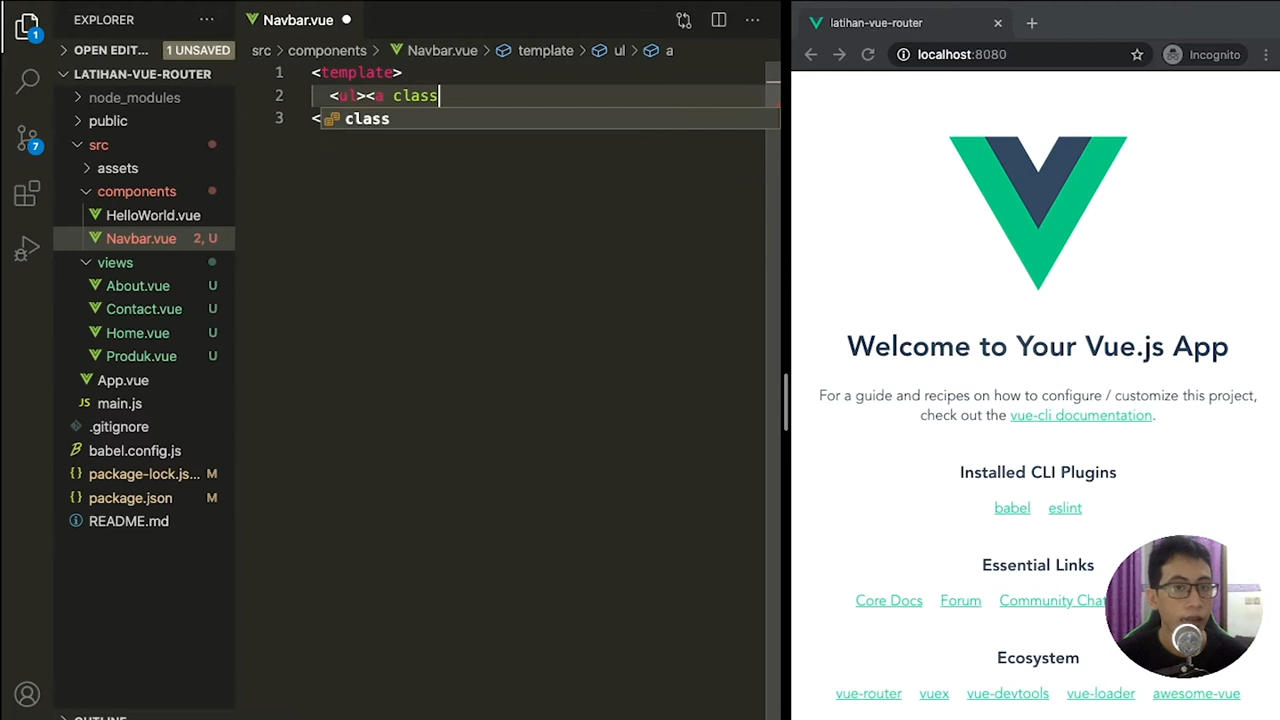 EXPLORER
OPEN EDIT... 1 UNSAVED
LATIHAN-VUE-ROUTER
node_modules
public
src
assets
components
HelloWorld.vue
Navbar.vue 2, U
views
About.vue U
Contact.vue U
Home.vue U
Produk.vue U
App.vue
JS main.js
.gitignore
babel.config.js
{} package-lock.js... M
{} package.json M
README.md
1
7
Navbar.vue
src > components > Navbar.vue > template > ul > a
1 <template>
2 <ul><a class
3 <
class
latihan-vue-router
localhost:8080
Incognito
Welcome to Your Vue.js App
For a guide and recipes on how to configure / customize this project,
check out the vue-cli documentation.
Installed CLI Plugins
babel eslint
Essential Links
Core Docs Forum Community Chat
Ecosystem
vue-router vuex vue-devtools vue-loader awesome-vue